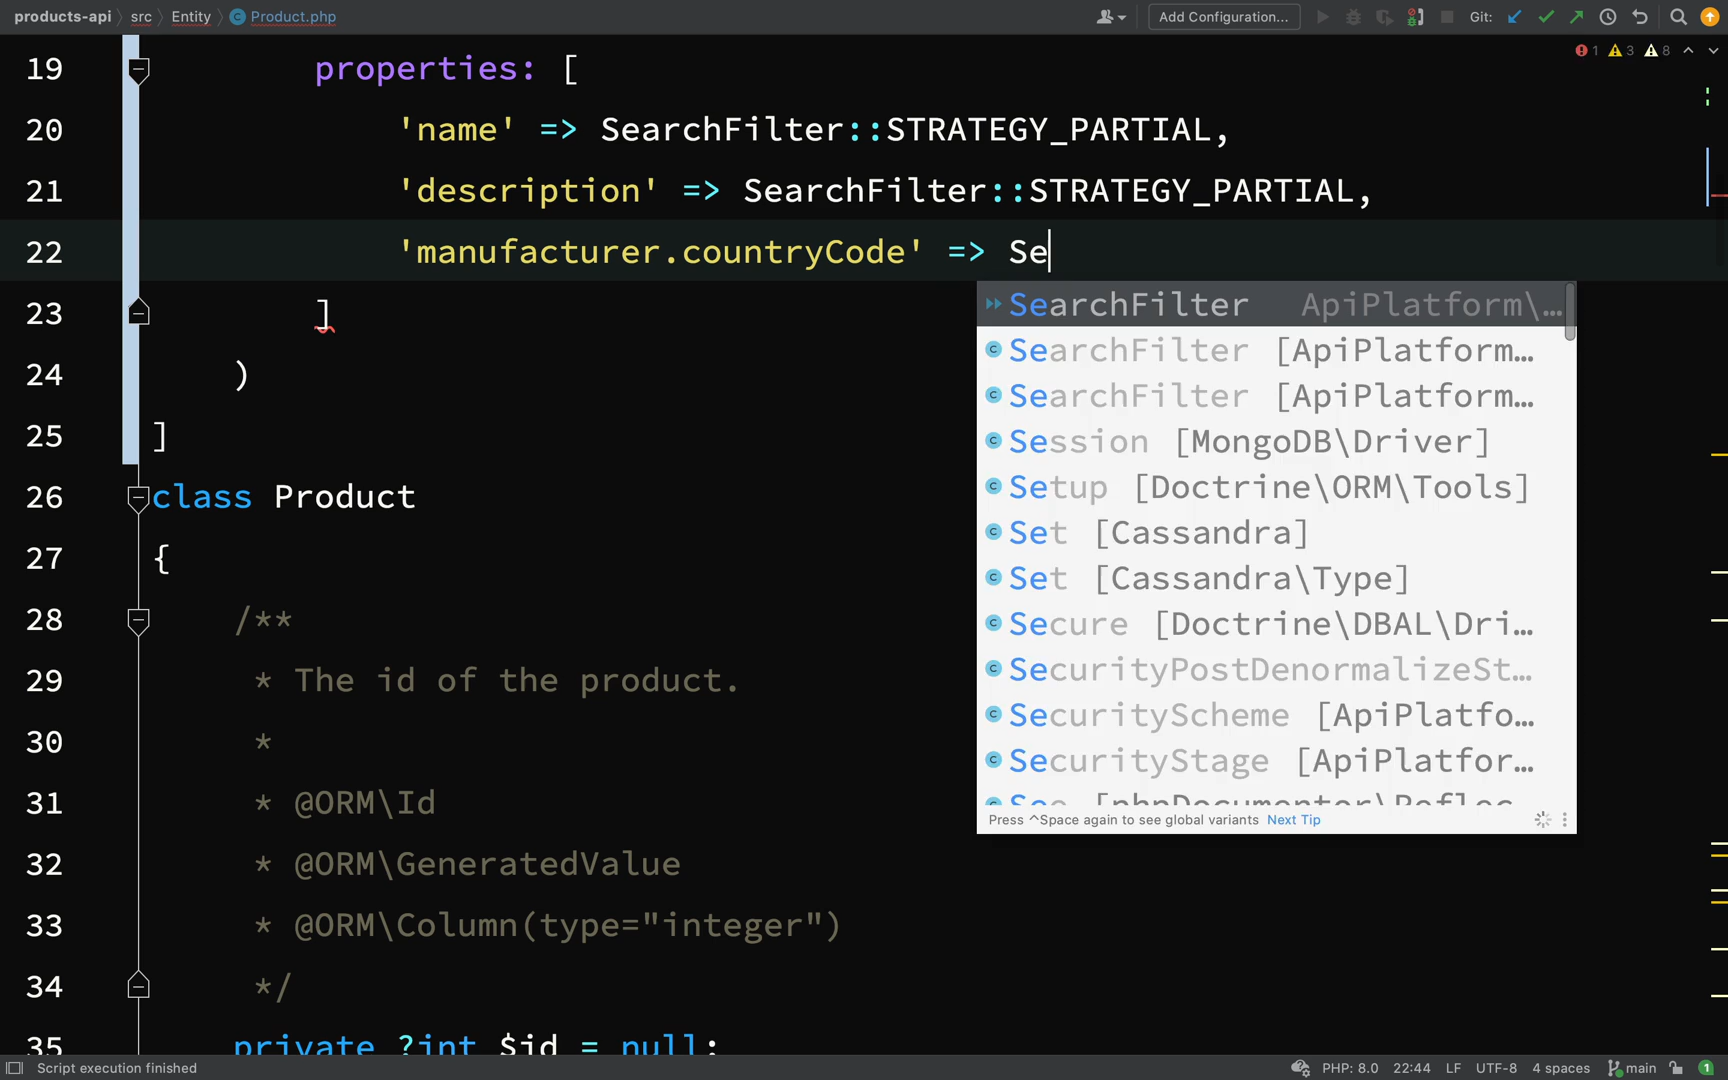 products-api src Entity Product.php Add Configuration... Git:
1 3 8
19 properties: [
20 'name' => SearchFilter::STRATEGY_PARTIAL,
21 'description' => SearchFilter::STRATEGY_PARTIAL,
22 'manufacturer.countryCode' => Se
23 ]
24 )
25 ]
26 class Product
27 {
28 /**
29 * The id of the product.
30 *
31 * @ORM\Id
32 * @ORM\GeneratedValue
33 * @ORM\Column(type="integer")
34 */
35 private ?int $id = null;
SearchFilter ApiPlatform\…
SearchFilter [ApiPlatform…
SearchFilter [ApiPlatform…
Session [MongoDB\Driver]
Setup [Doctrine\ORM\Tools]
Set [Cassandra]
Set [Cassandra\Type]
Secure [Doctrine\DBAL\Dri…
SecurityPostDenormalizeSt…
SecurityScheme [ApiPlatfo…
SecurityStage [ApiPlatfor…
See [phpDocumentor\Reflec
Press ^Space again to see global variants Next Tip
Script execution finished PHP: 8.0 22:44 LF UTF-8 4 spaces main 1